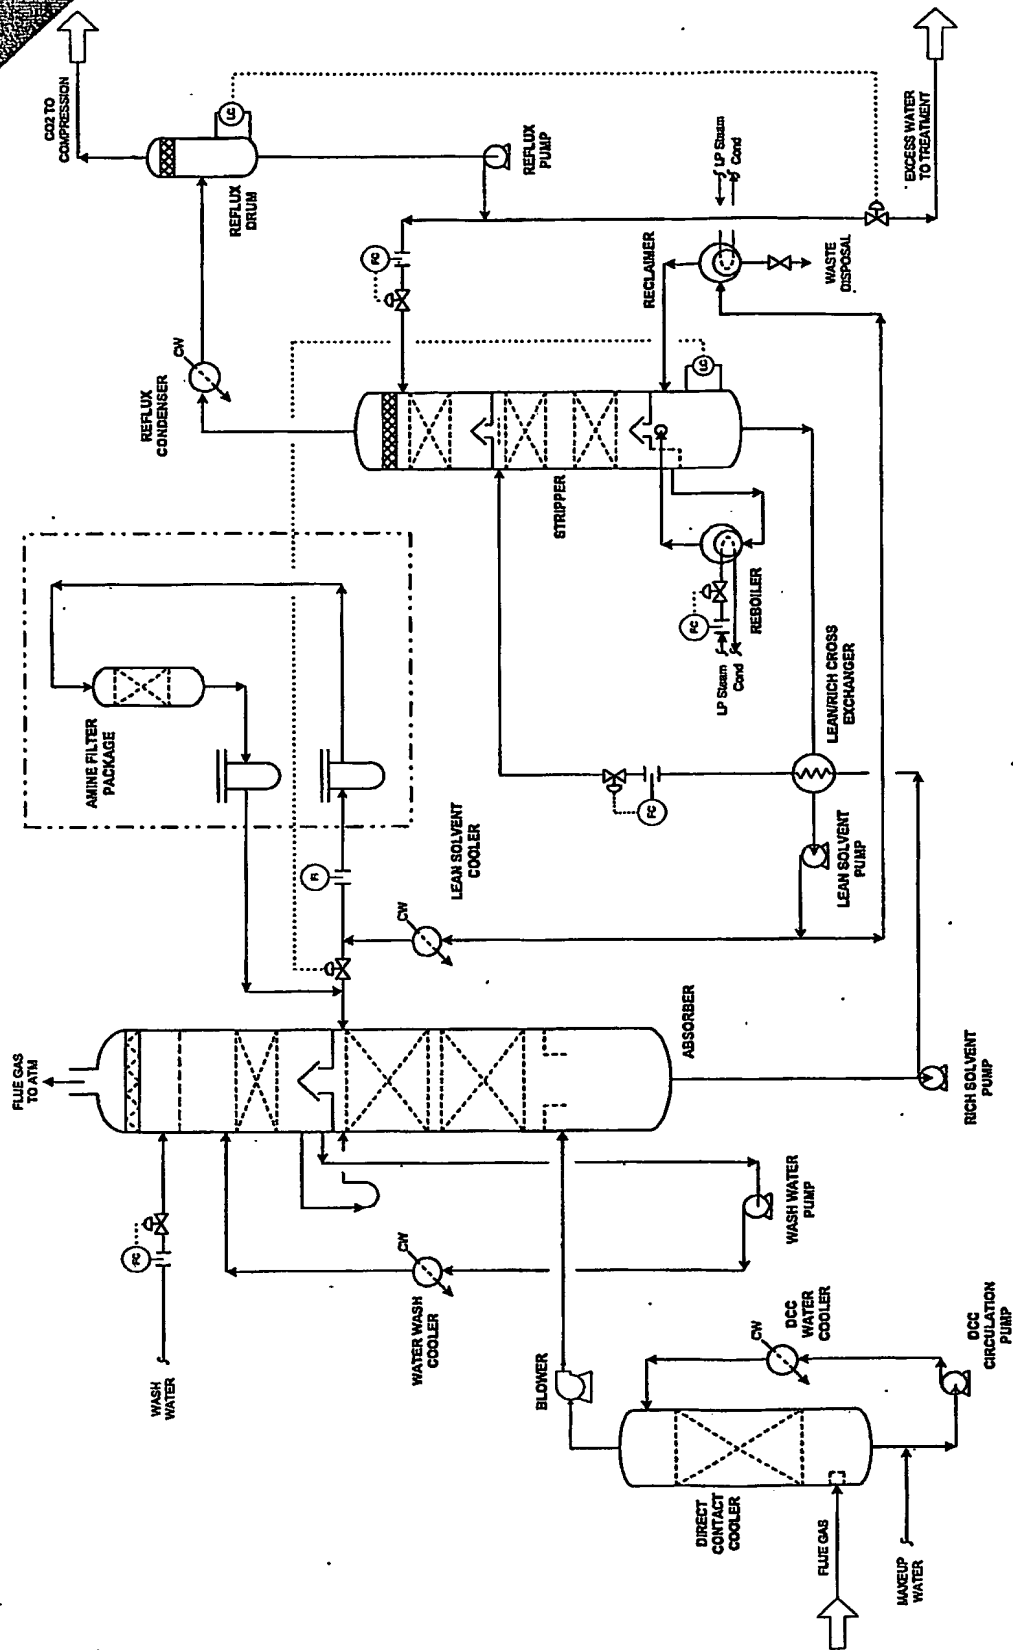 FLUE GAS
TO ATM
CO2 TO
COMPRESSION
LC
REFLUX
DRUM
REFLUX
PUMP
EXCESS WATER
TO TREATMENT
REFLUX
CONDENSER
CW
FC
RECLAIMER
LP Steam
Cond
WASTE
DISPOSAL
LC
STRIPPER
REBOILER
FC
LP Steam
Cond
AMINE FILTER
PACKAGE
FI
LEAN SOLVENT
COOLER
CW
FC
LEAN/RICH CROSS
EXCHANGER
LEAN SOLVENT
PUMP
ABSORBER
RICH SOLVENT
PUMP
WASH
WATER
FC
WATER WASH
COOLER
CW
WASH WATER
PUMP
BLOWER
DIRECT
CONTACT
COOLER
CW
DCC
WATER
COOLER
DCC
CIRCULATION
PUMP
FLUE GAS
MAKEUP
WATER